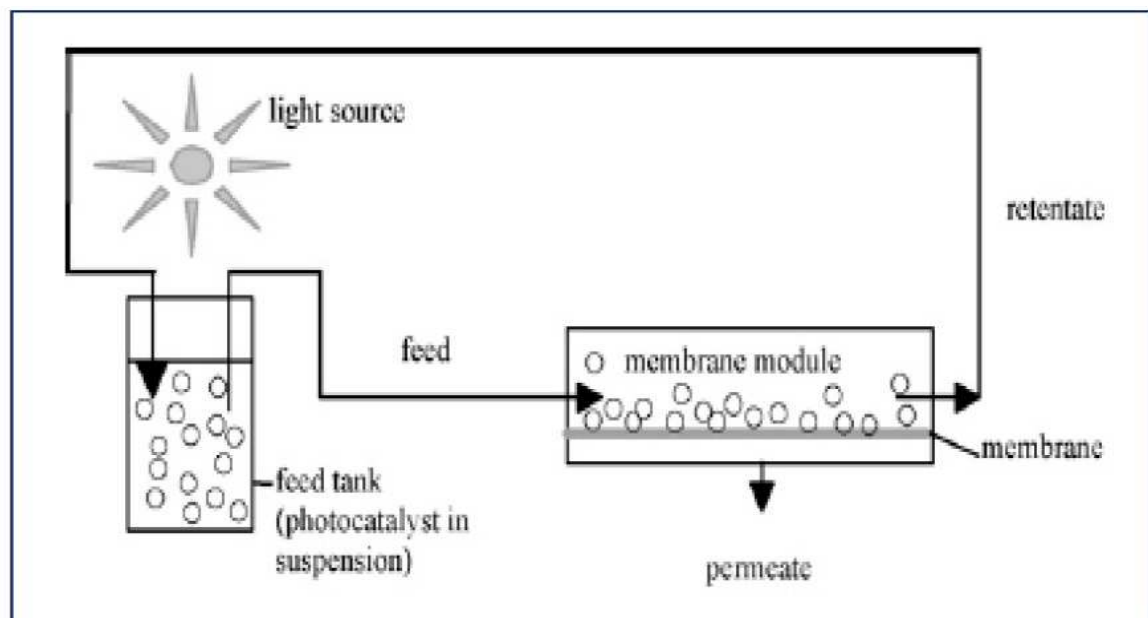 light source
retentate
feed
membrane module
membrane
feed tank
(photocatalyst in
suspension)
permeate